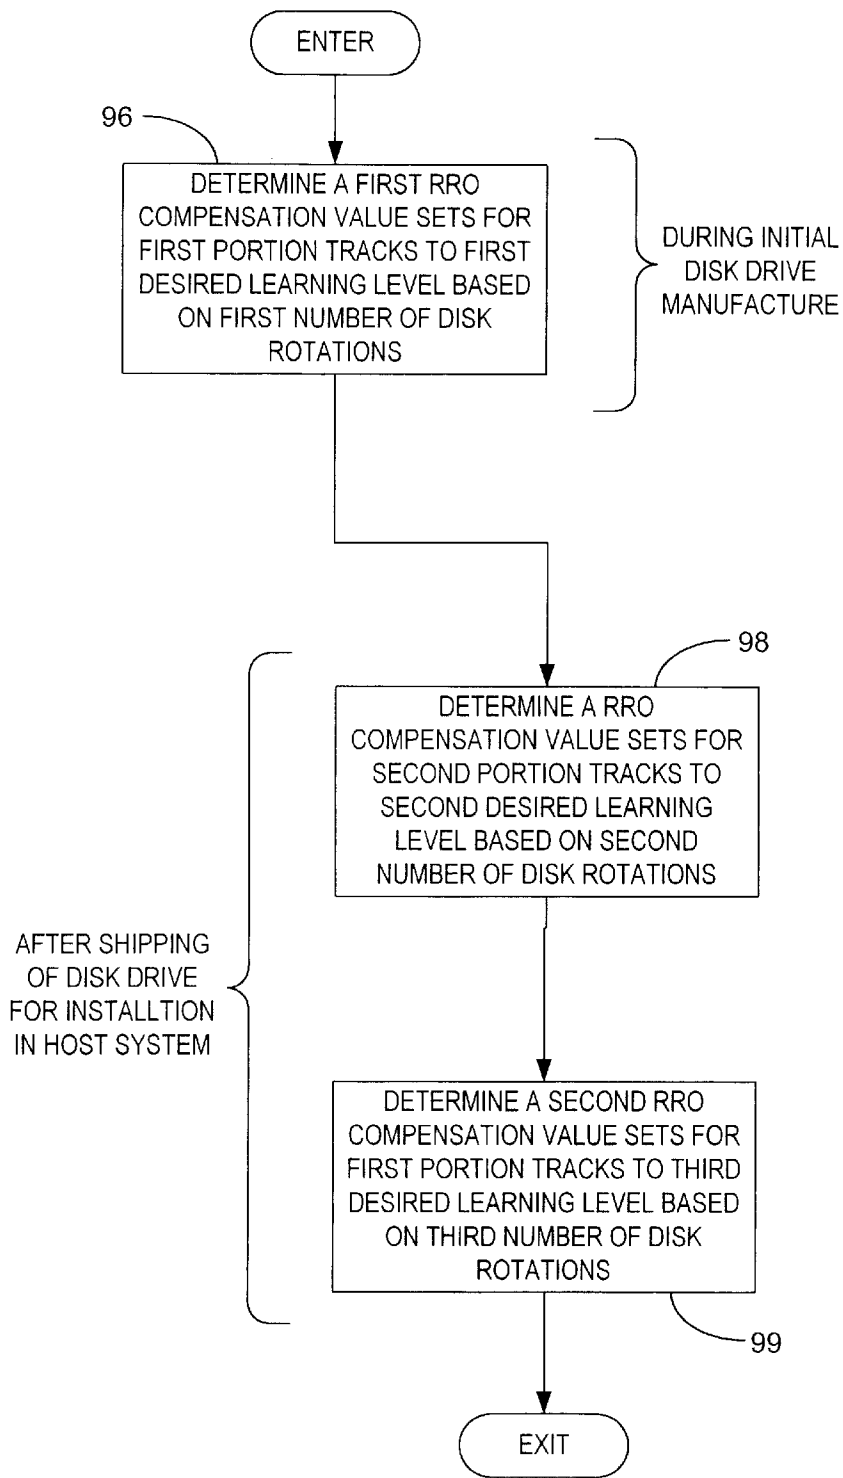 ENTER
96
DETERMINE A FIRST RRO
COMPENSATION VALUE SETS FOR
FIRST PORTION TRACKS TO FIRST
DESIRED LEARNING LEVEL BASED
ON FIRST NUMBER OF DISK
ROTATIONS
DURING INITIAL
DISK DRIVE
MANUFACTURE
98
DETERMINE A RRO
COMPENSATION VALUE SETS FOR
SECOND PORTION TRACKS TO
SECOND DESIRED LEARNING
LEVEL BASED ON SECOND
NUMBER OF DISK ROTATIONS
AFTER SHIPPING
OF DISK DRIVE
FOR INSTALLTION
IN HOST SYSTEM
DETERMINE A SECOND RRO
COMPENSATION VALUE SETS FOR
FIRST PORTION TRACKS TO THIRD
DESIRED LEARNING LEVEL BASED
ON THIRD NUMBER OF DISK
ROTATIONS
99
EXIT